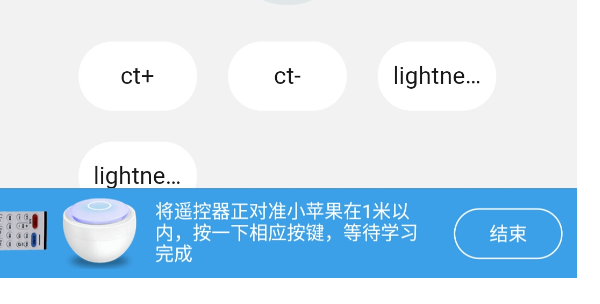 ct+
ct-
lightne...
lightne...
将遥控器正对准小苹果在1米以
内，按一下相应按键，等待学习
完成
结束